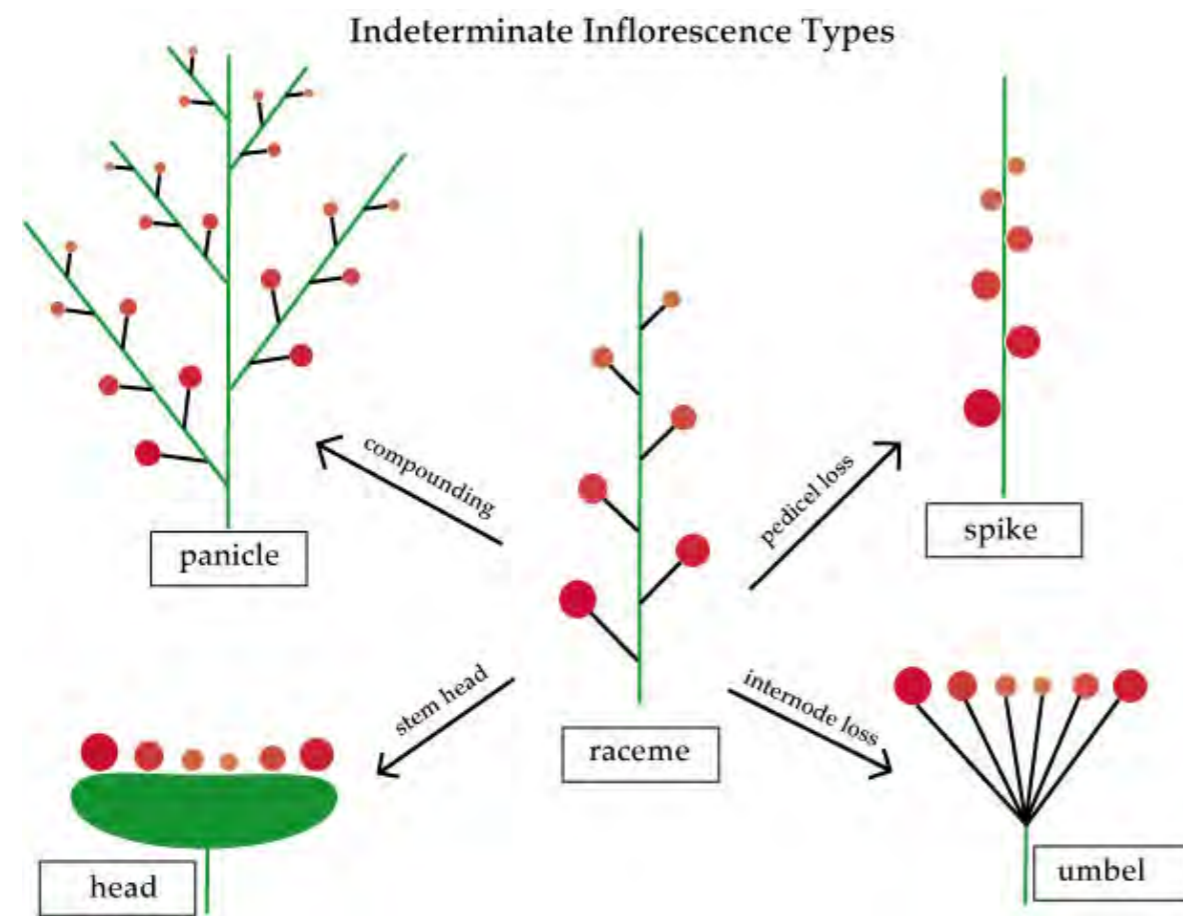 Indeterminate Inflorescence Types
compounding
pedicel loss
spike
panicle
stem head
internode loss
raceme
umbel
head